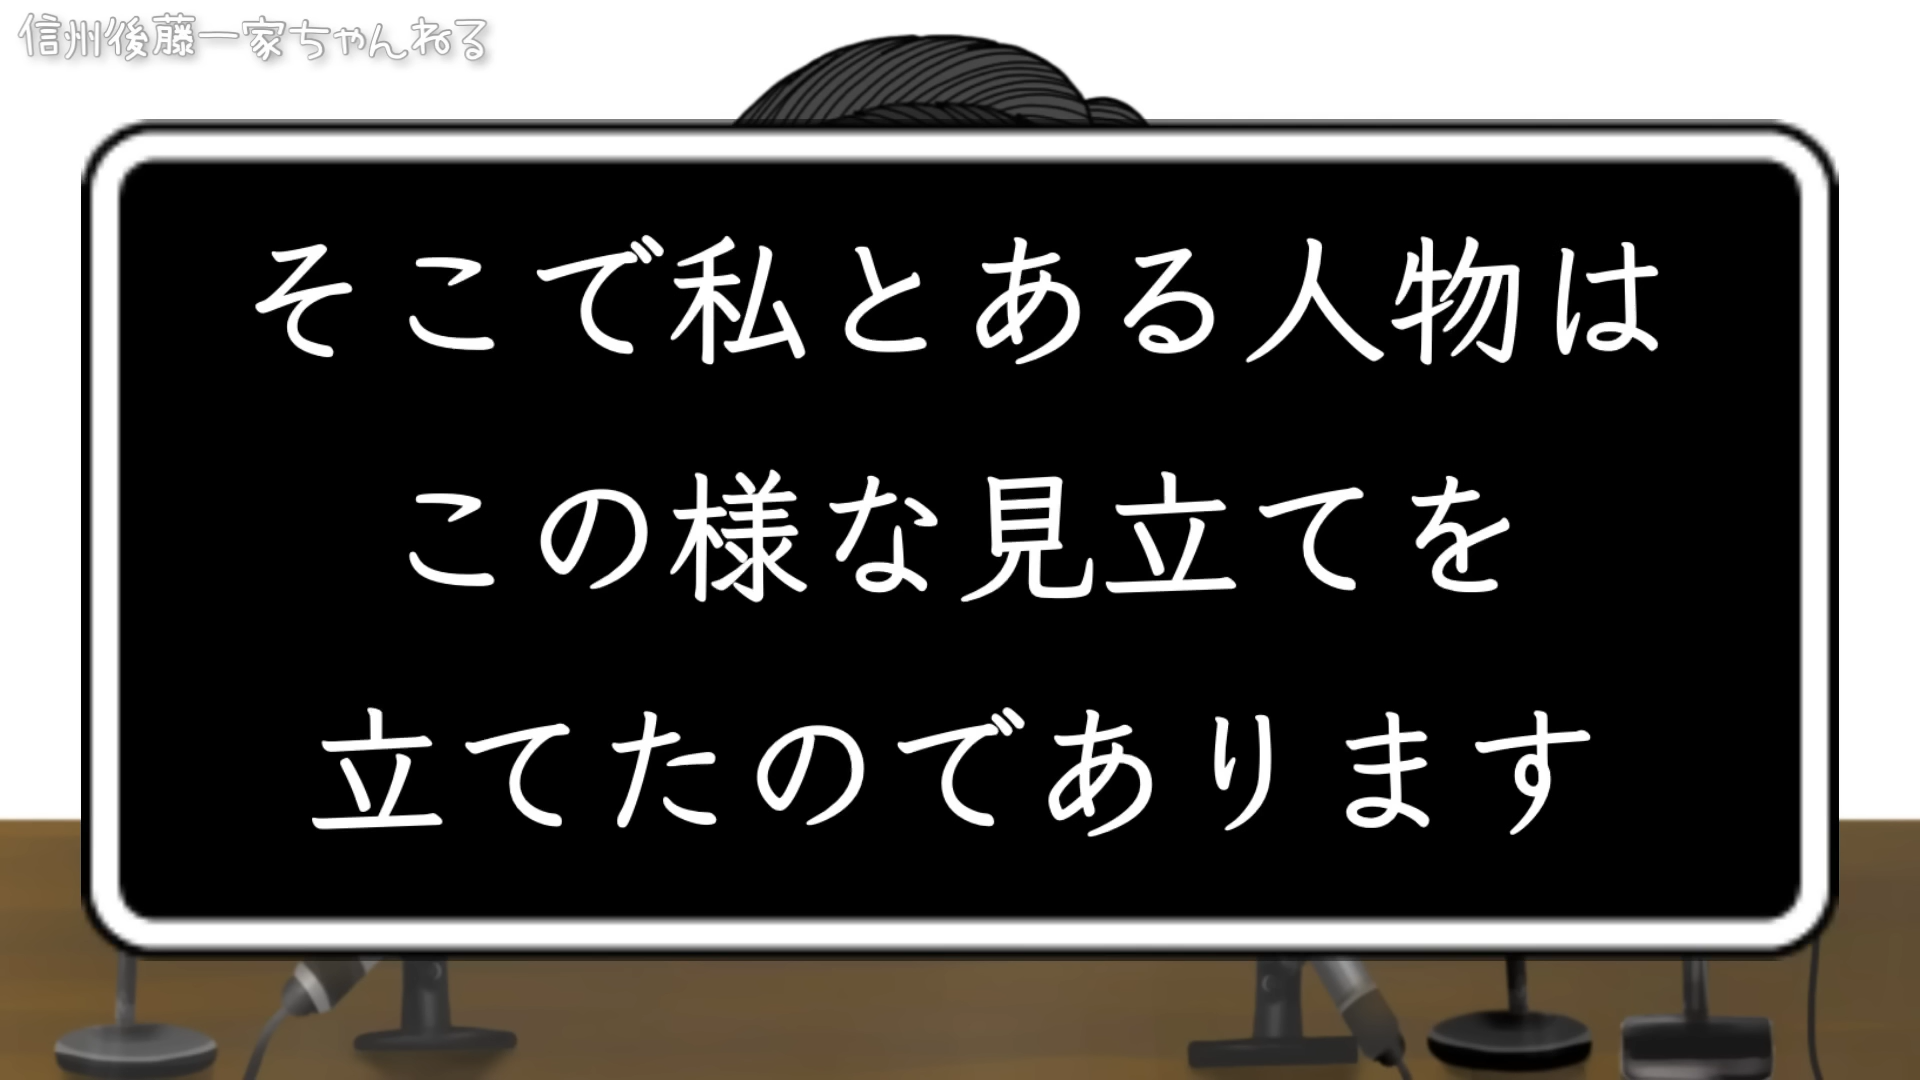 信州後藤一家ちゃんねる
そこで私とある人物は
この様な見立てを
立てたのであります